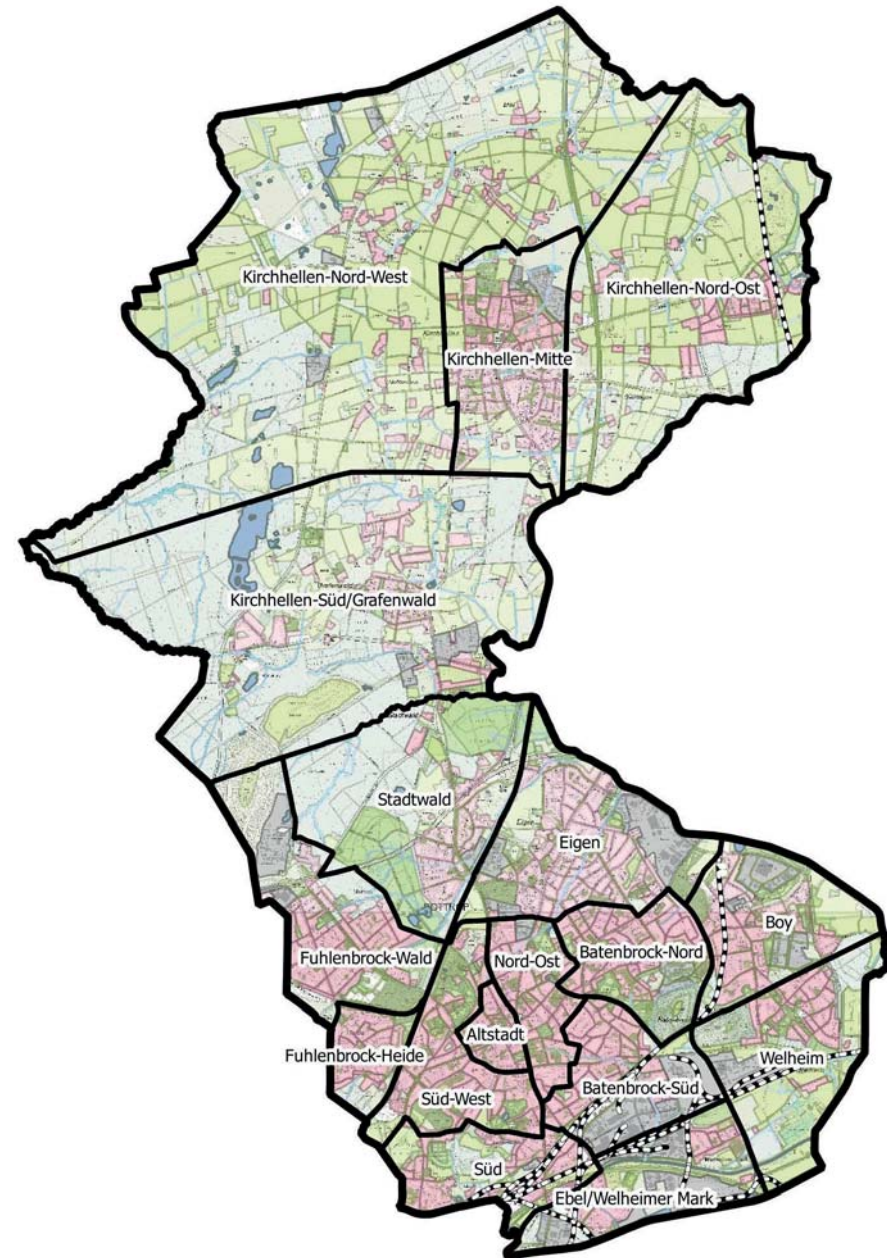 Kirchhellen-Nord-West
Kirchhellen-Nord-Ost
Kirchhellen-Mitte
Kirchhellen-Süd/Grafenwald
Stadtwald
Eigen
Boy
Fuhlenbrock-Wald
Nord-Ost
Batenbrock-Nord
Altstadt
Fuhlenbrock-Heide
Welheim
Batenbrock-Süd
Süd-West
Süd
Ebel/Welheimer Mark